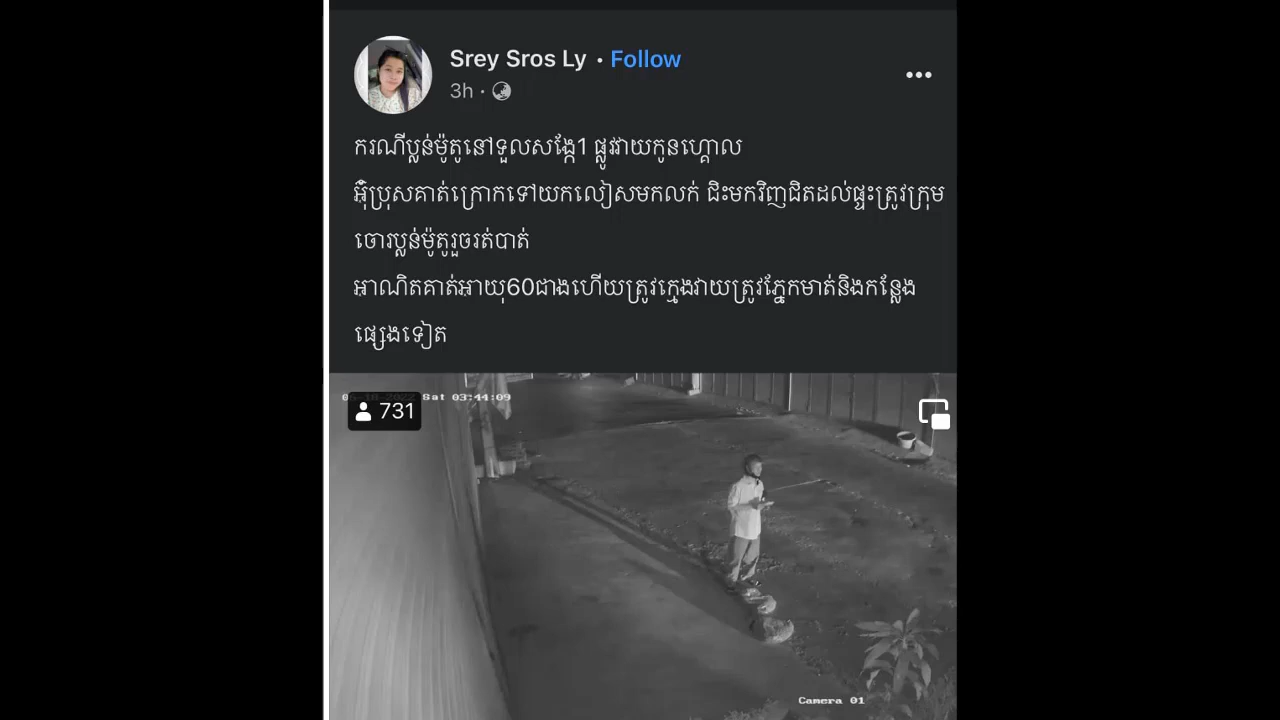 Srey Sros Ly • Follow
3h •
ករណីប្លន់ម៉ូតូនៅទួលសង្កែ1 ផ្លូវវាយកូនហ្គោល
អ៊ុំប្រុសគាត់ក្រោកទៅយកលៀសមកលក់ ជិះមកវិញជិតដល់ផ្ទះត្រូវក្រុម
ចោរប្លន់ម៉ូតូរួចរត់បាត់
អាណិតគាត់អាយុ60ជាងហើយត្រូវក្មេងវាយត្រូវភ្នែកមាត់និងកន្លែង
ផ្សេងទៀត
Sat 03:44:09
731
Camera 01